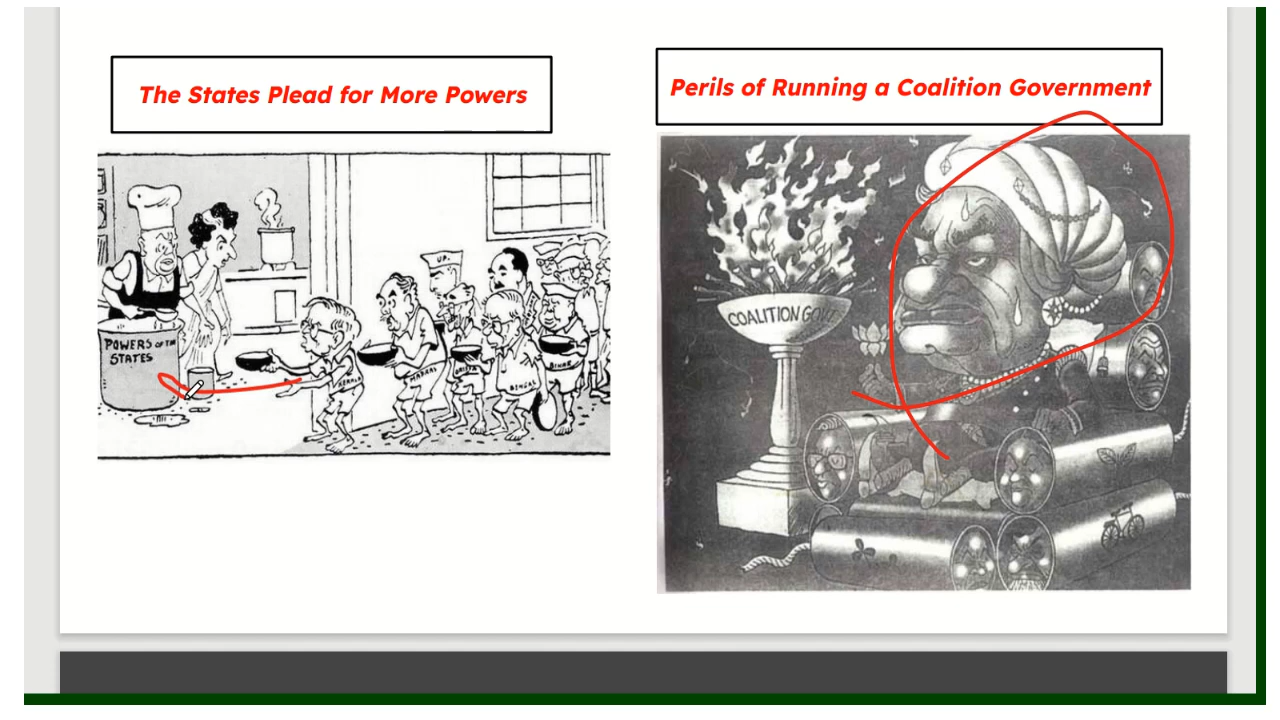 The States Plead for More Powers
Perils of Running a Coalition Government
U.P.
POWERS OF THE
STATES
KERALA
MADRAS
ORISSA
BENGAL
BIHAR
COALITION GOVT.